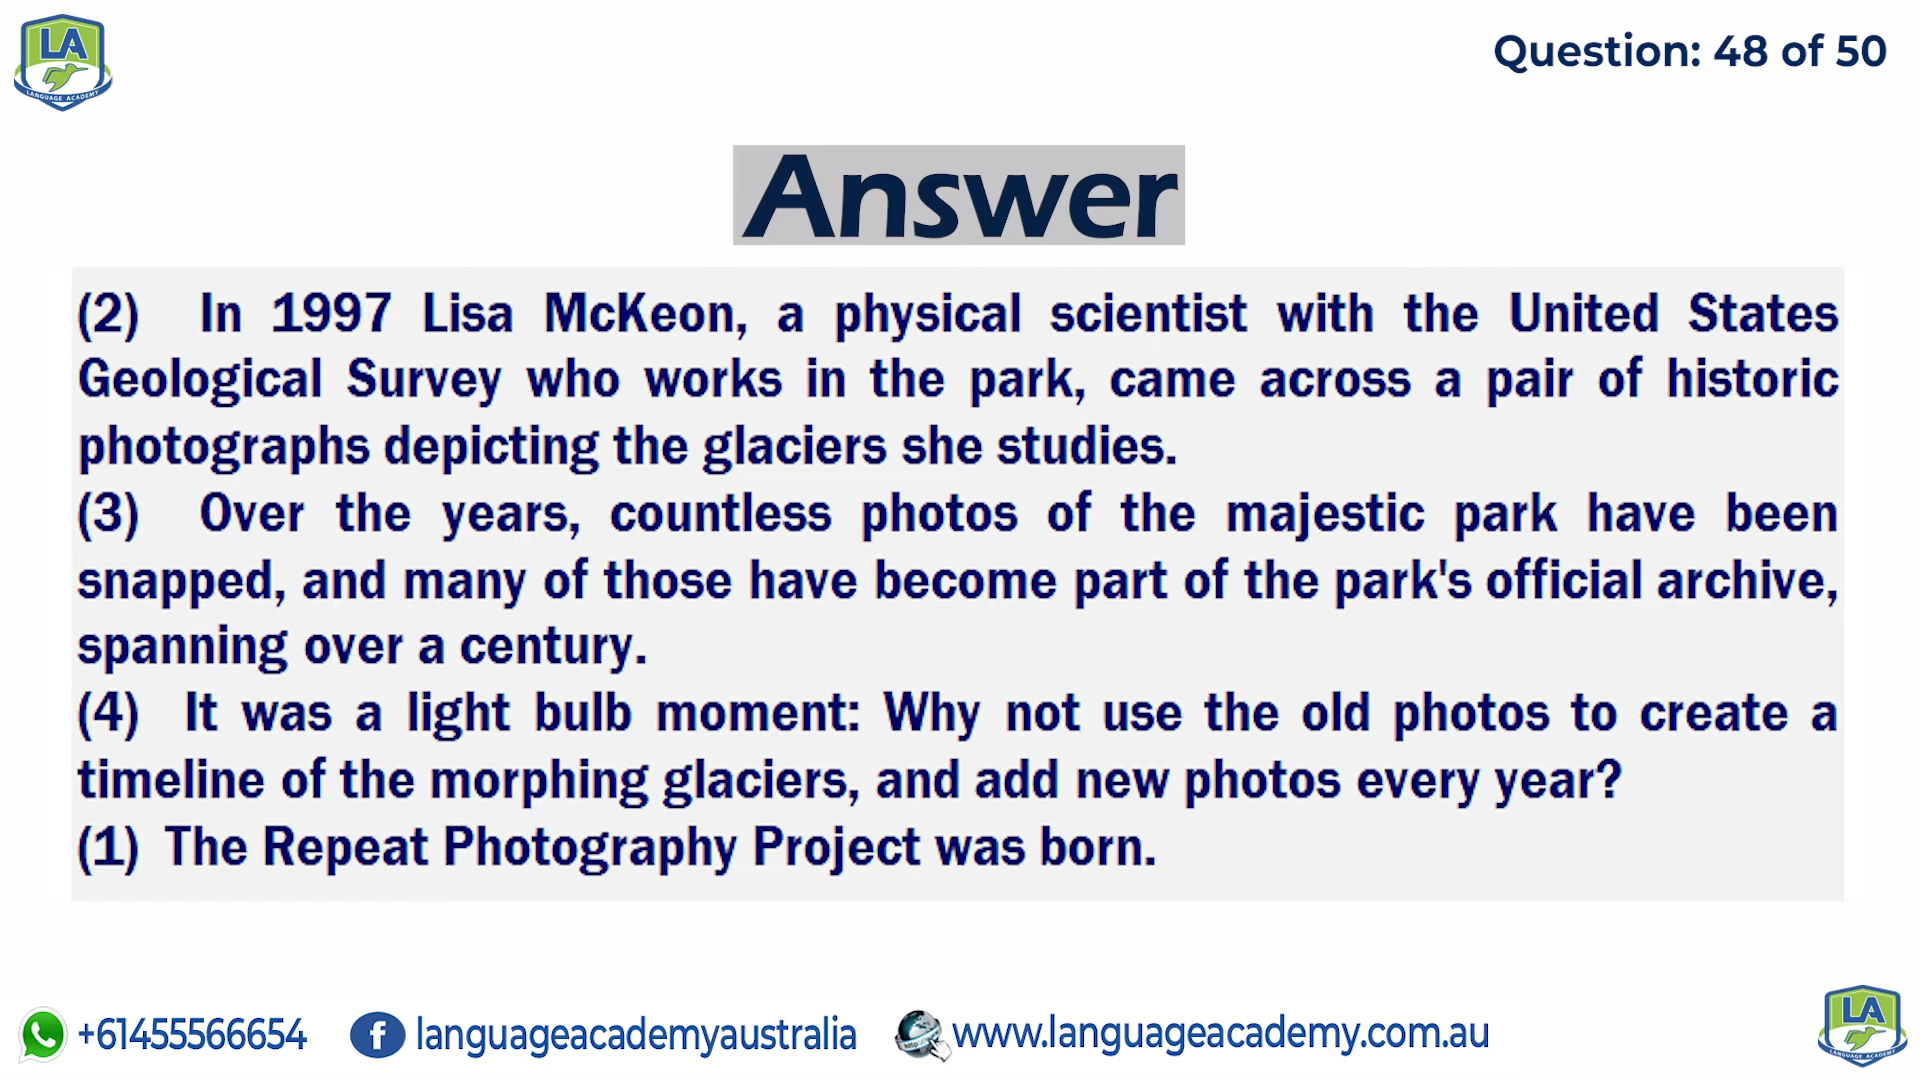 LA
LANGUAGE ACADEMY
Question: 48 of 50
Answer
(2) In 1997 Lisa McKeon, a physical scientist with the United States
Geological Survey who works in the park, came across a pair of historic
photographs depicting the glaciers she studies.
(3) Over the years, countless photos of the majestic park have been
snapped, and many of those have become part of the park's official archive,
spanning over a century.
(4) It was a light bulb moment: Why not use the old photos to create a
timeline of the morphing glaciers, and add new photos every year?
(1) The Repeat Photography Project was born.
+61455566654
f languageacademyaustralia
www.languageacademy.com.au
LA
LANGUAGE ACADEMY